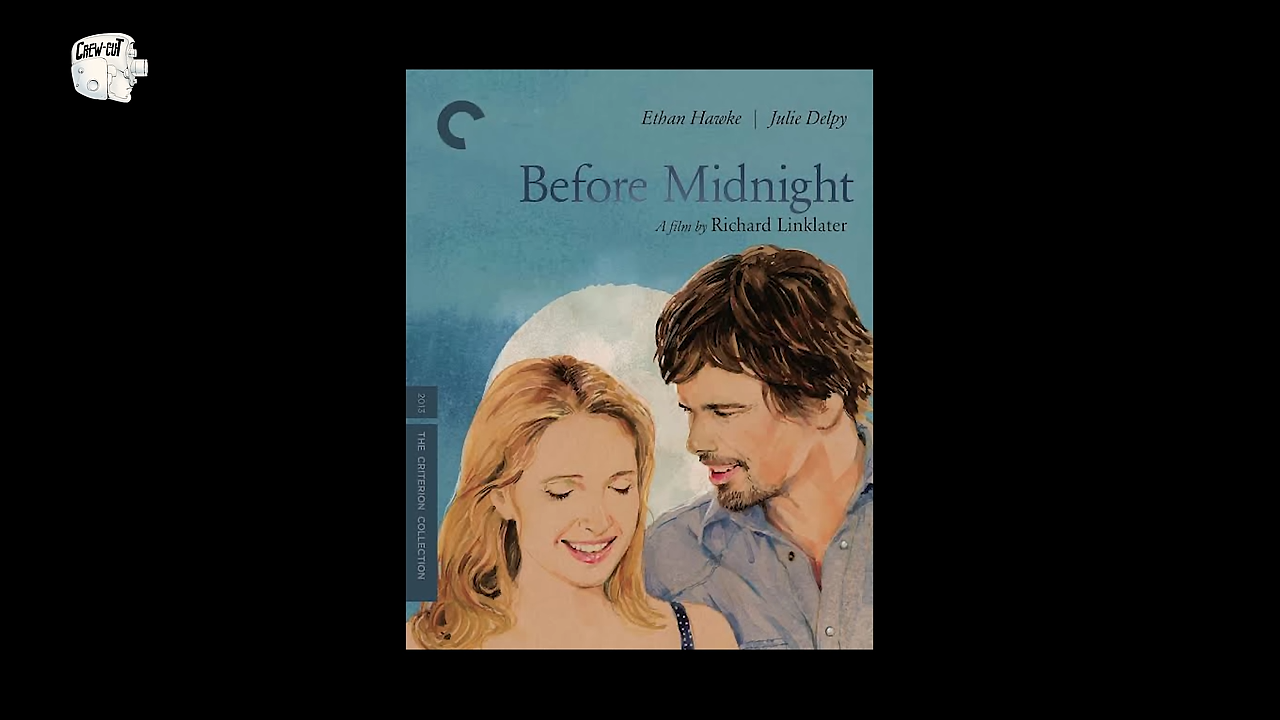 CREW-CUT
Ethan Hawke | Julie Delpy
Before Midnight
A film by Richard Linklater
2013
THE CRITERION COLLECTION